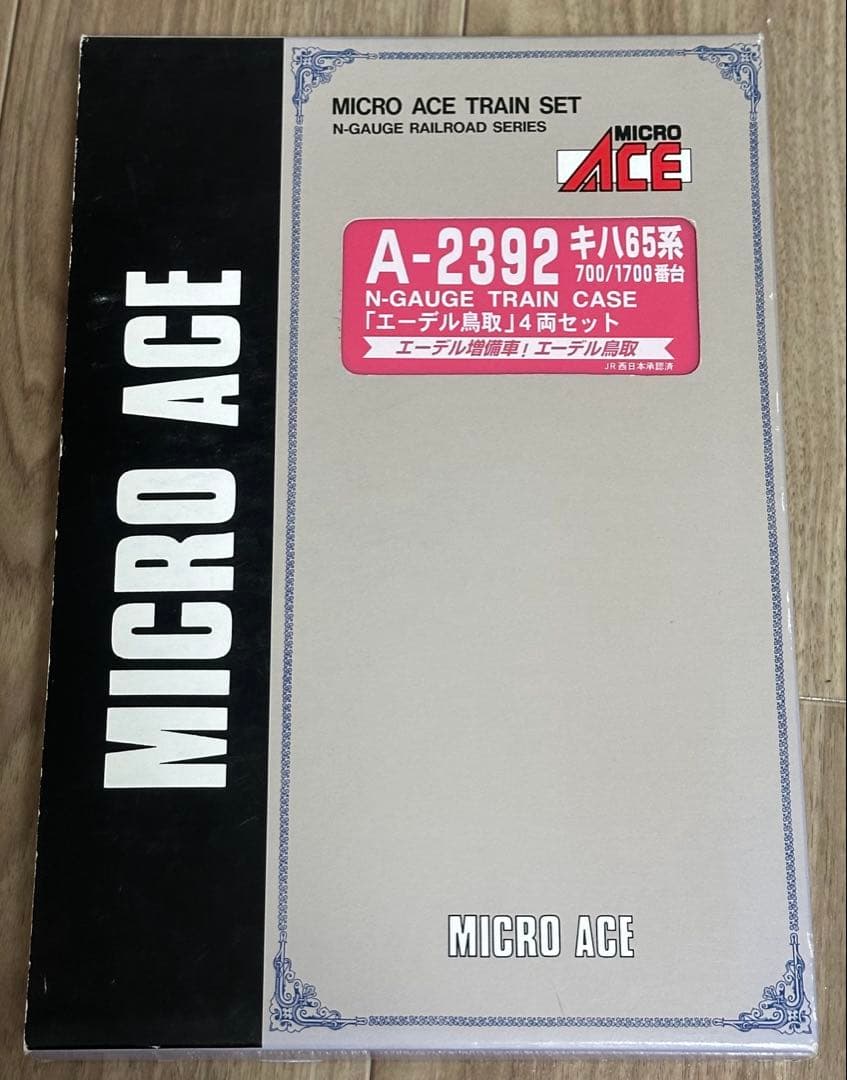 MICRO ACE
MICRO ACE TRAIN SET
N-GAUGE RAILROAD SERIES
MICRO
ACE
A-2392 キハ65系
700/1700番台
N-GAUGE TRAIN CASE
「エーデル鳥取」4両セット
エーデル増備車!エーデル鳥取
JR西日本承認済
MICRO ACE